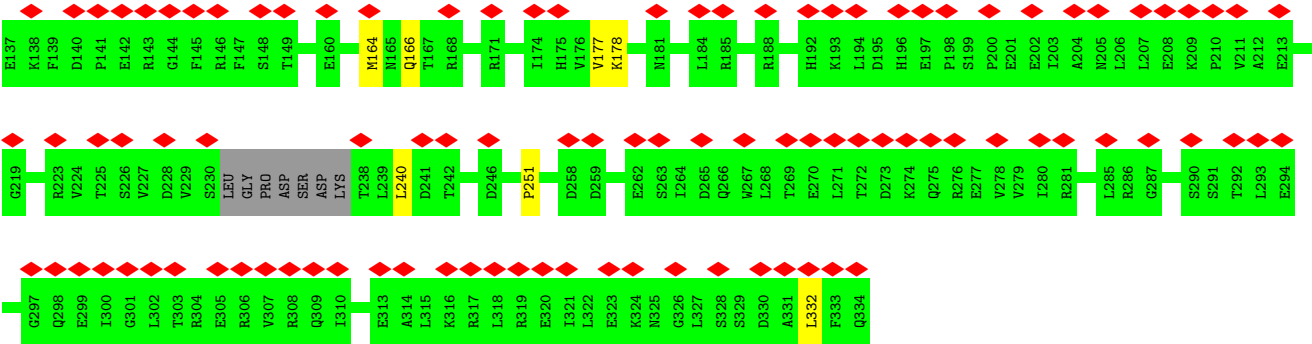 E137 K138 F139 D140 P141 E142 R143 G144 F145 R146 F147 S148 T149 E160 M164 N165 Q166 T167 R168 R171 I174 H175 V176 V177 K178 N181 L184 R185 R188 H192 K193 L194 D195 H196 E197 P198 S199 P200 E201 E202 I203 A204 N205 L206 L207 E208 K209 P210 V211 A212 E213
G219 R223 V224 T225 S226 V227 D228 V229 S230 LEU GLY PRO ASP SER ASP LYS T238 L239 L240 D241 T242 D246 P251 D258 D259 E262 S263 I264 D265 Q266 W267 L268 T269 E270 L271 T272 D273 K274 Q275 R276 E277 V278 V279 I280 R281 L285 R286 G287 S290 S291 T292 L293 E294
G297 Q298 E299 I300 G301 L302 T303 R304 E305 R306 V307 R308 Q309 I310 E313 A314 L315 K316 R317 L318 R319 E320 I321 L322 E323 K324 N325 G326 L327 S328 S329 D330 A331 L332 F333 Q334